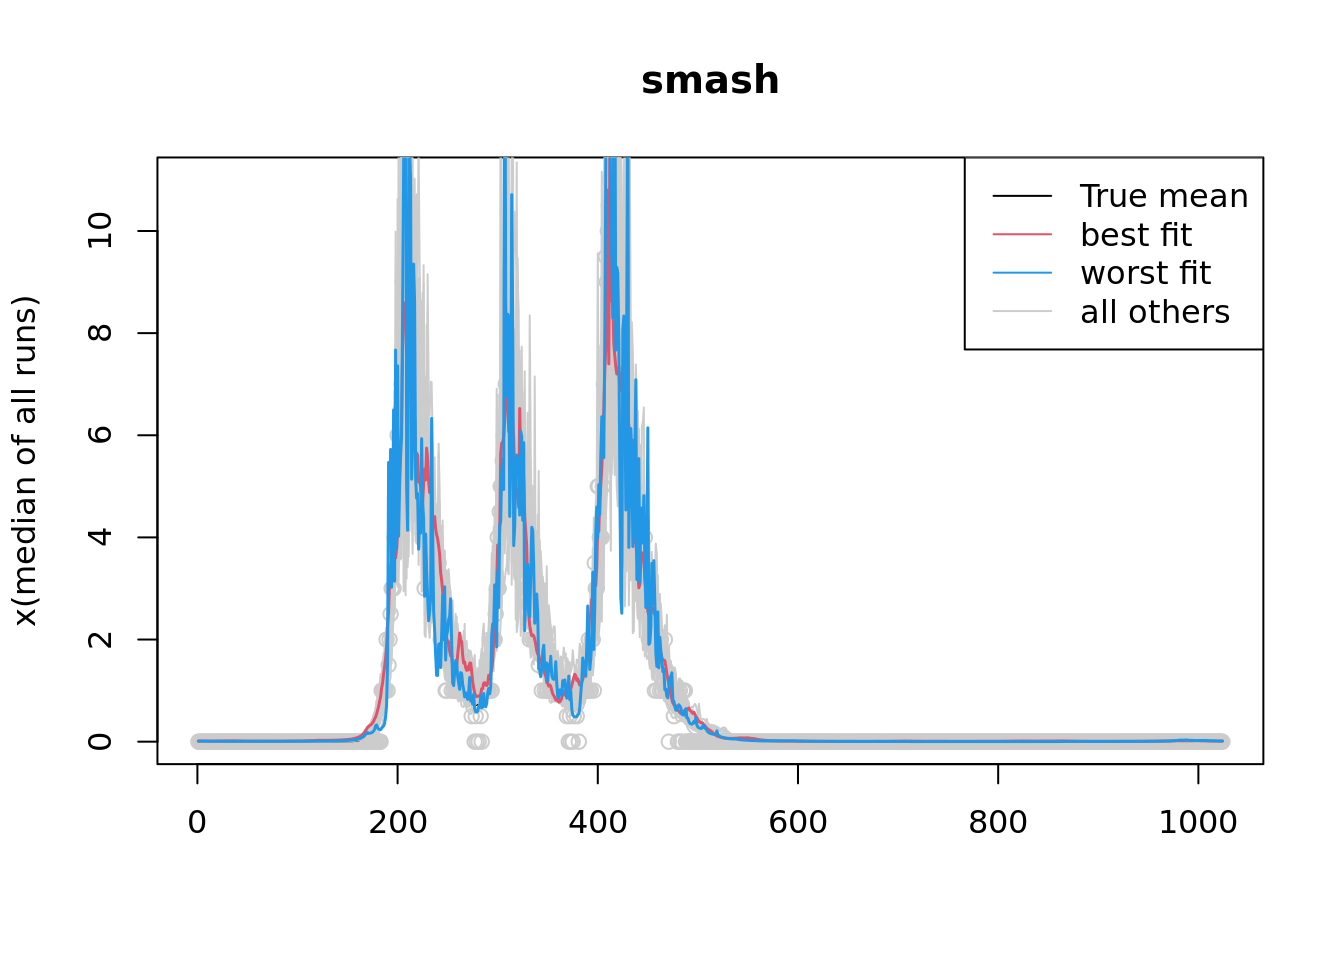 smash
x(median of all runs)
10
8
6
4
2
0
True mean
best fit
worst fit
all others
0 200 400 600 800 1000